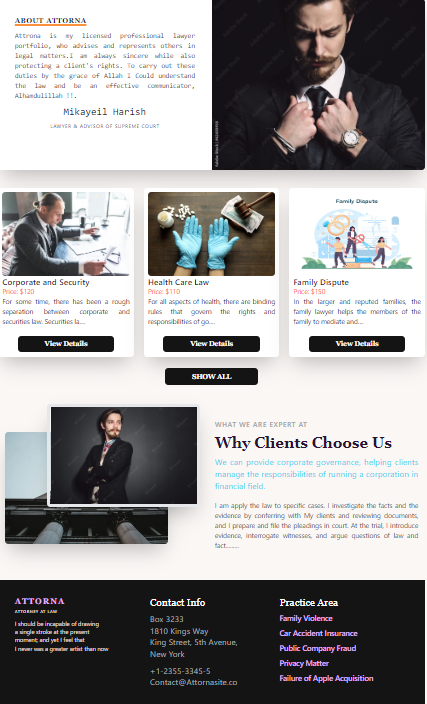 ABOUT ATTORNA
Attrona is my licensed professional lawyer
portfolio, who advises and represents others in
legal matters.I am always sincere while also
protecting a client's rights. To carry out these
duties by the grace of Allah I Could understand
the law and be an effective communicator,
Alhamdulillah !!.
Mikayeil Harish
LAWYER & ADVISOR OF SUPREME COURT
Corporate and Security
Price: $120
For some time, there has been a rough
separation between corporate and
securities law. Securities la...
View Details
Health Care Law
Price: $110
For all aspects of health, there are binding
rules that govern the rights and
responsibilities of go...
View Details
Family Dispute
Family Dispute
Price: $150
In the larger and reputed families, the
family lawyer helps the members of the
family to mediate and...
View Details
SHOW ALL
WHAT WE ARE EXPERT AT
Why Clients Choose Us
We can provide corporate governance, helping clients
manage the responsibilities of running a corporation in
financial field.
I am apply the law to specific cases. I investigate the facts and the
evidence by conferring with My clients and reviewing documents,
and I prepare and file the pleadings in court. At the trial, I introduce
evidence, interrogate witnesses, and argue questions of law and
fact.......
ATTORNA
ATTORNEY AT LAW
I should be incapable of drawing
a single stroke at the present
moment; and yet I feel that
I never was a greater artist than now
Contact Info
Box 3233
1810 Kings Way
King Street, 5th Avenue,
New York
+1-2355-3345-5
Contact@Attornasite.co
Practice Area
Family Violence
Car Accident Insurance
Public Company Fraud
Privacy Matter
Failure of Apple Acquisition